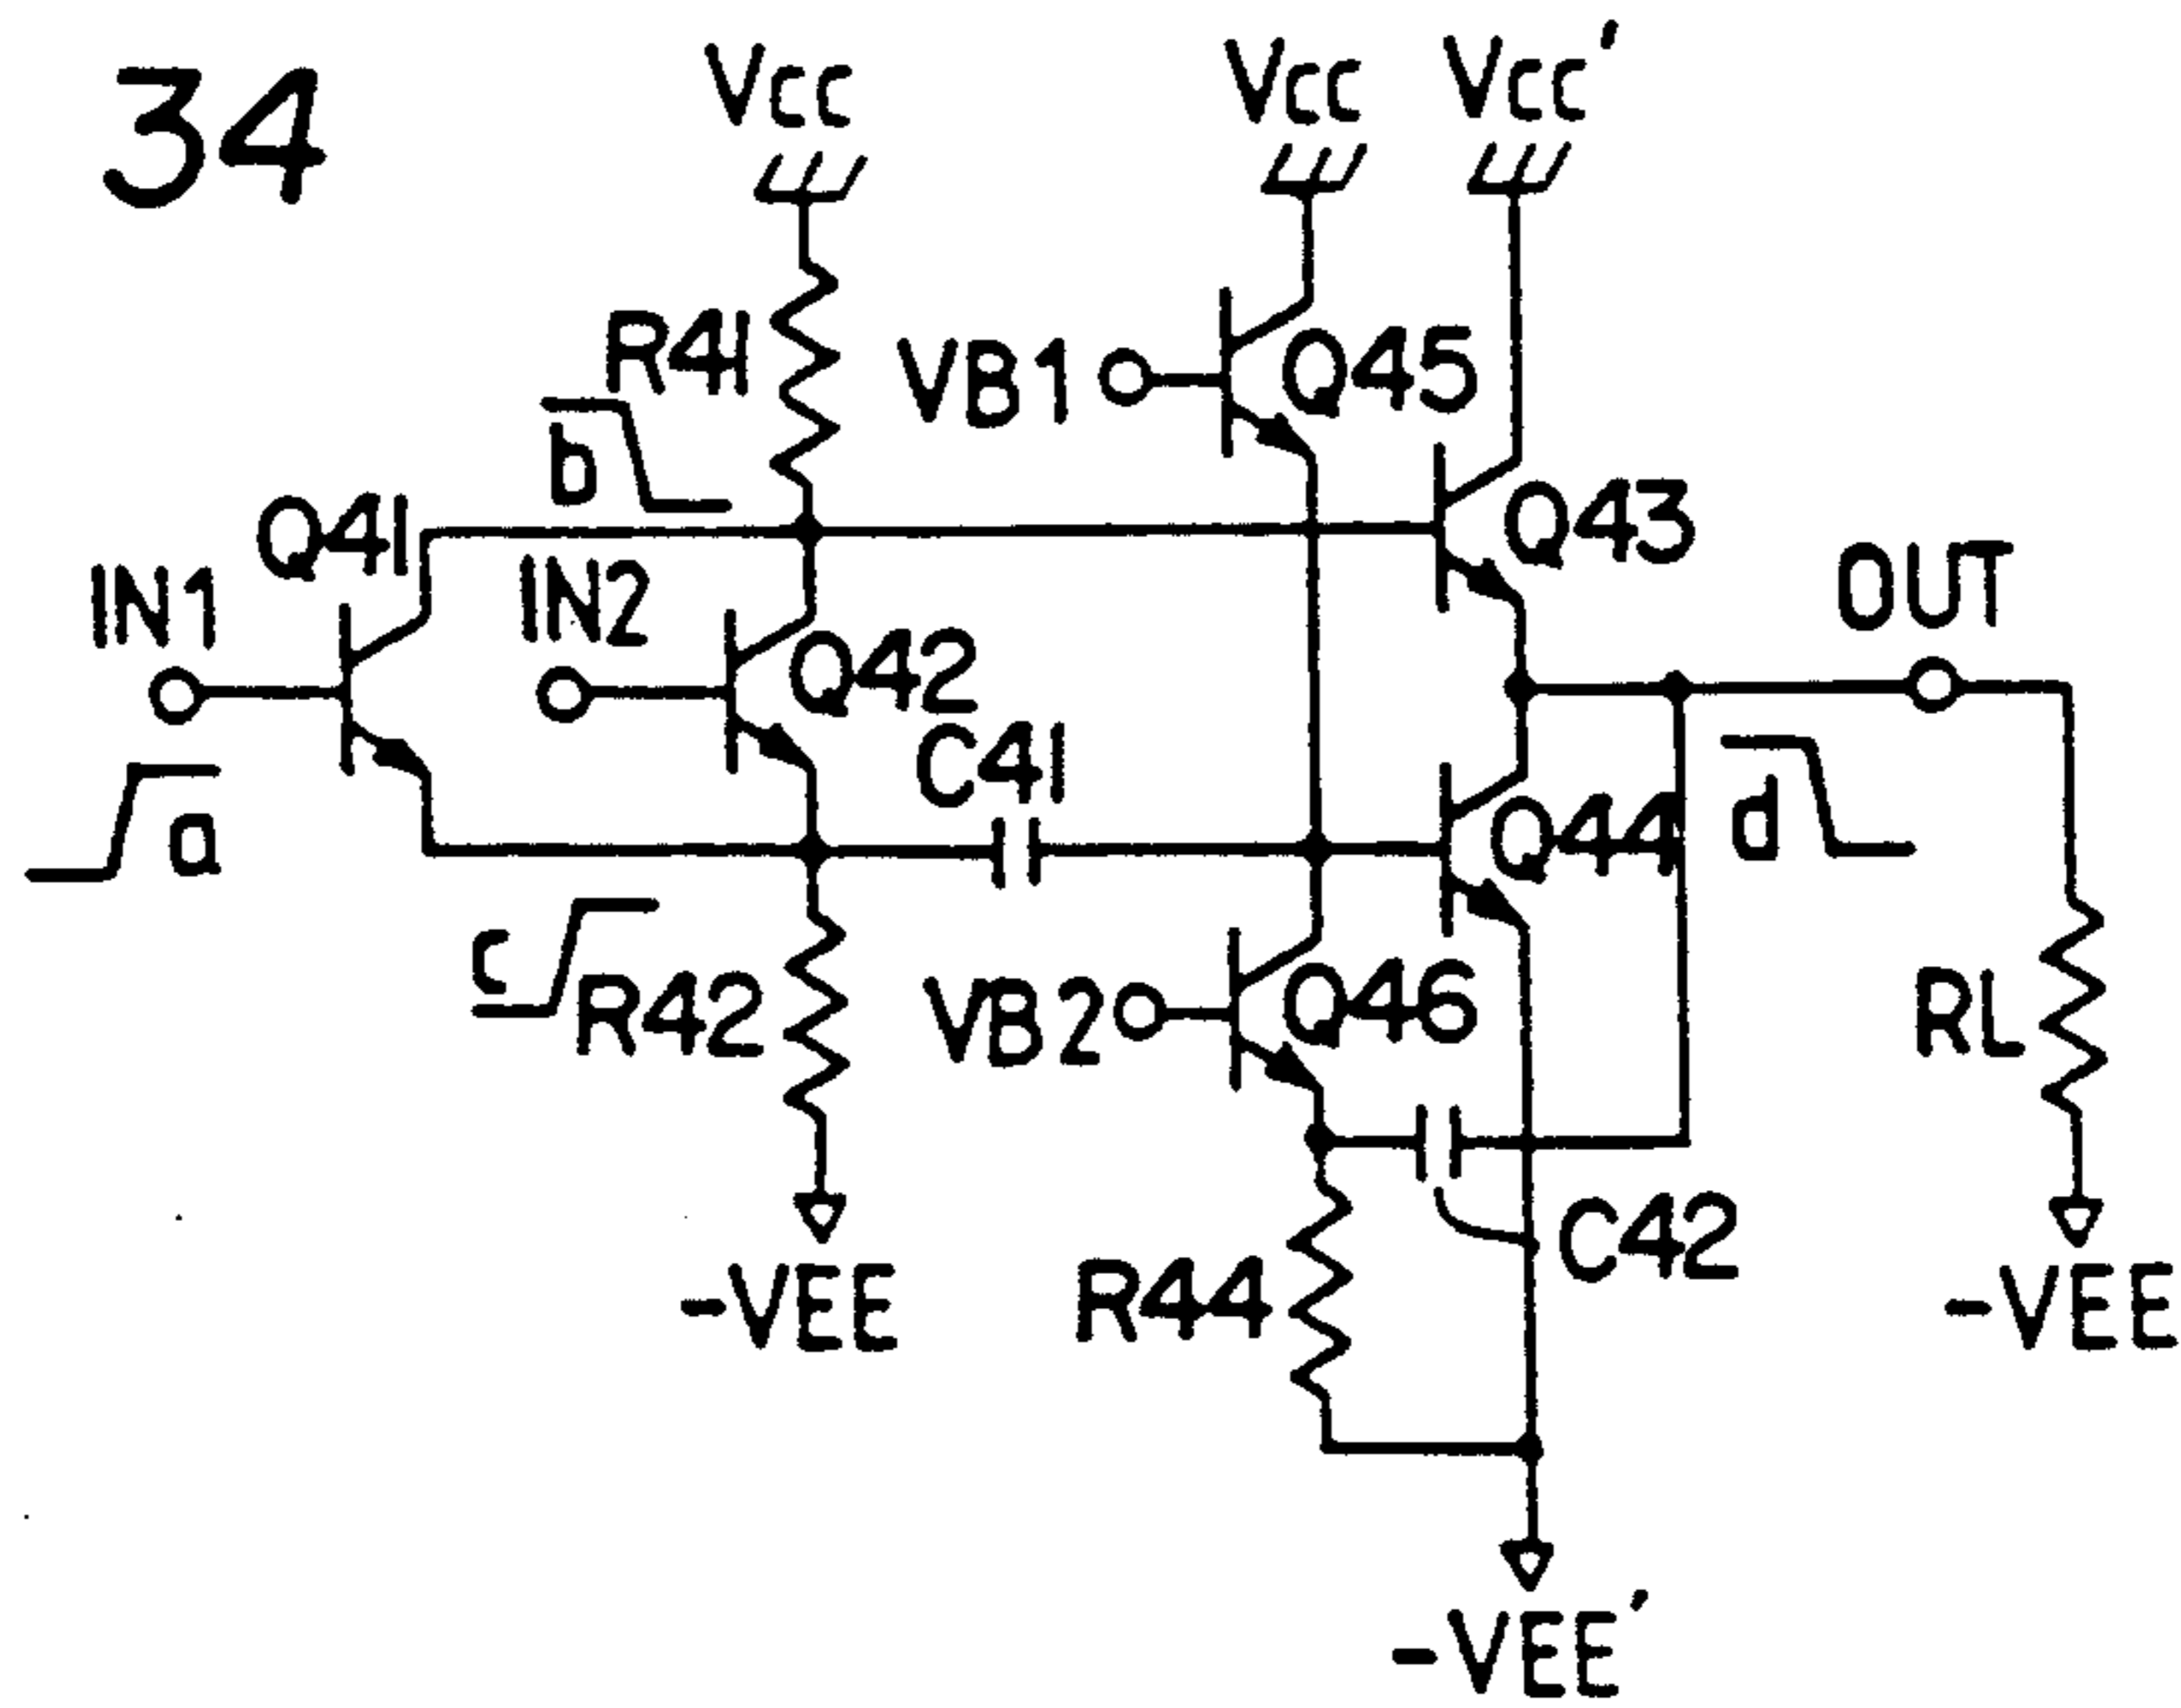 34
Vcc
Vcc
Vcc'
R41
VB1
Q45
b
Q41
Q43
IN1
IN2
OUT
Q42
C41
a
Q44
d
c
R42
VB2
Q46
RL
C42
R44
-VEE
-VEE
-VEE'